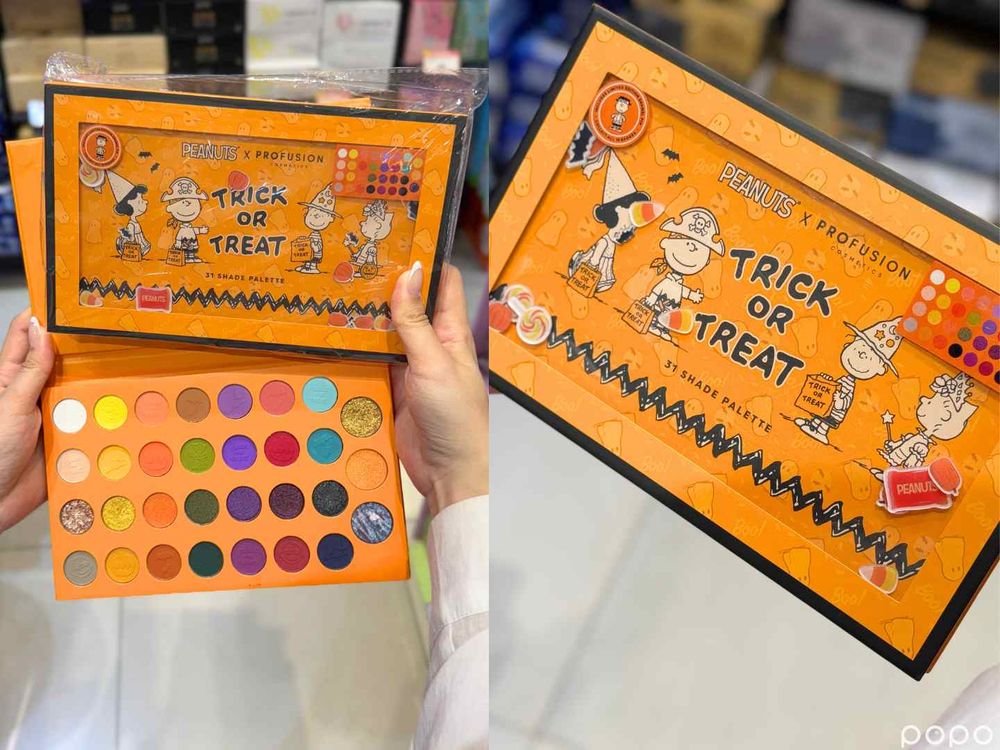 PEANUTS X PROFUSION
COSMETICS
TRICK
OR
TREAT
TRICK
OR
TREAT
31 SHADE PALETTE
PEANUTS
PEANUTS X PROFUSION
COSMETICS
TRICK
OR
TREAT
31 SHADE PALETTE
TRICK
OR
TREAT
PEANUTS
BOO!
BOO!
popo